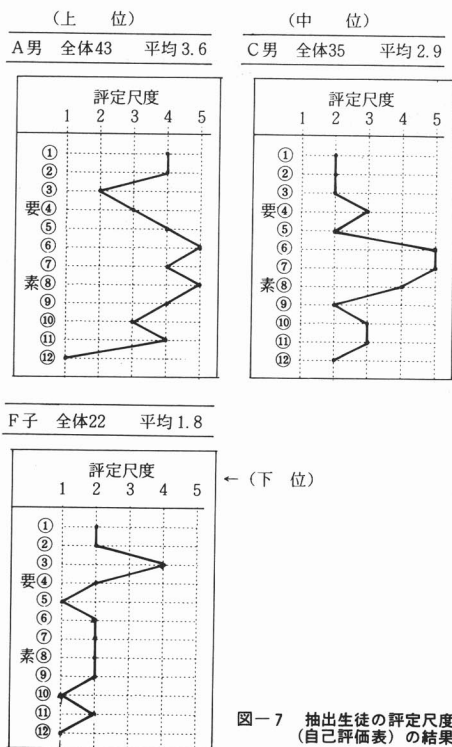 (上 位)
A男 全体43 平均3.6
評定尺度
1 2 3 4 5
要素
①
②
③
④
⑤
⑥
⑦
⑧
⑨
⑩
⑪
⑫
(中 位)
C男 全体35 平均2.9
評定尺度
1 2 3 4 5
要素
①
②
③
④
⑤
⑥
⑦
⑧
⑨
⑩
⑪
⑫
F子 全体22 平均1.8
←(下 位)
評定尺度
1 2 3 4 5
要素
①
②
③
④
⑤
⑥
⑦
⑧
⑨
⑩
⑪
⑫
図－7 抽出生徒の評定尺度
(自己評価表)の結果